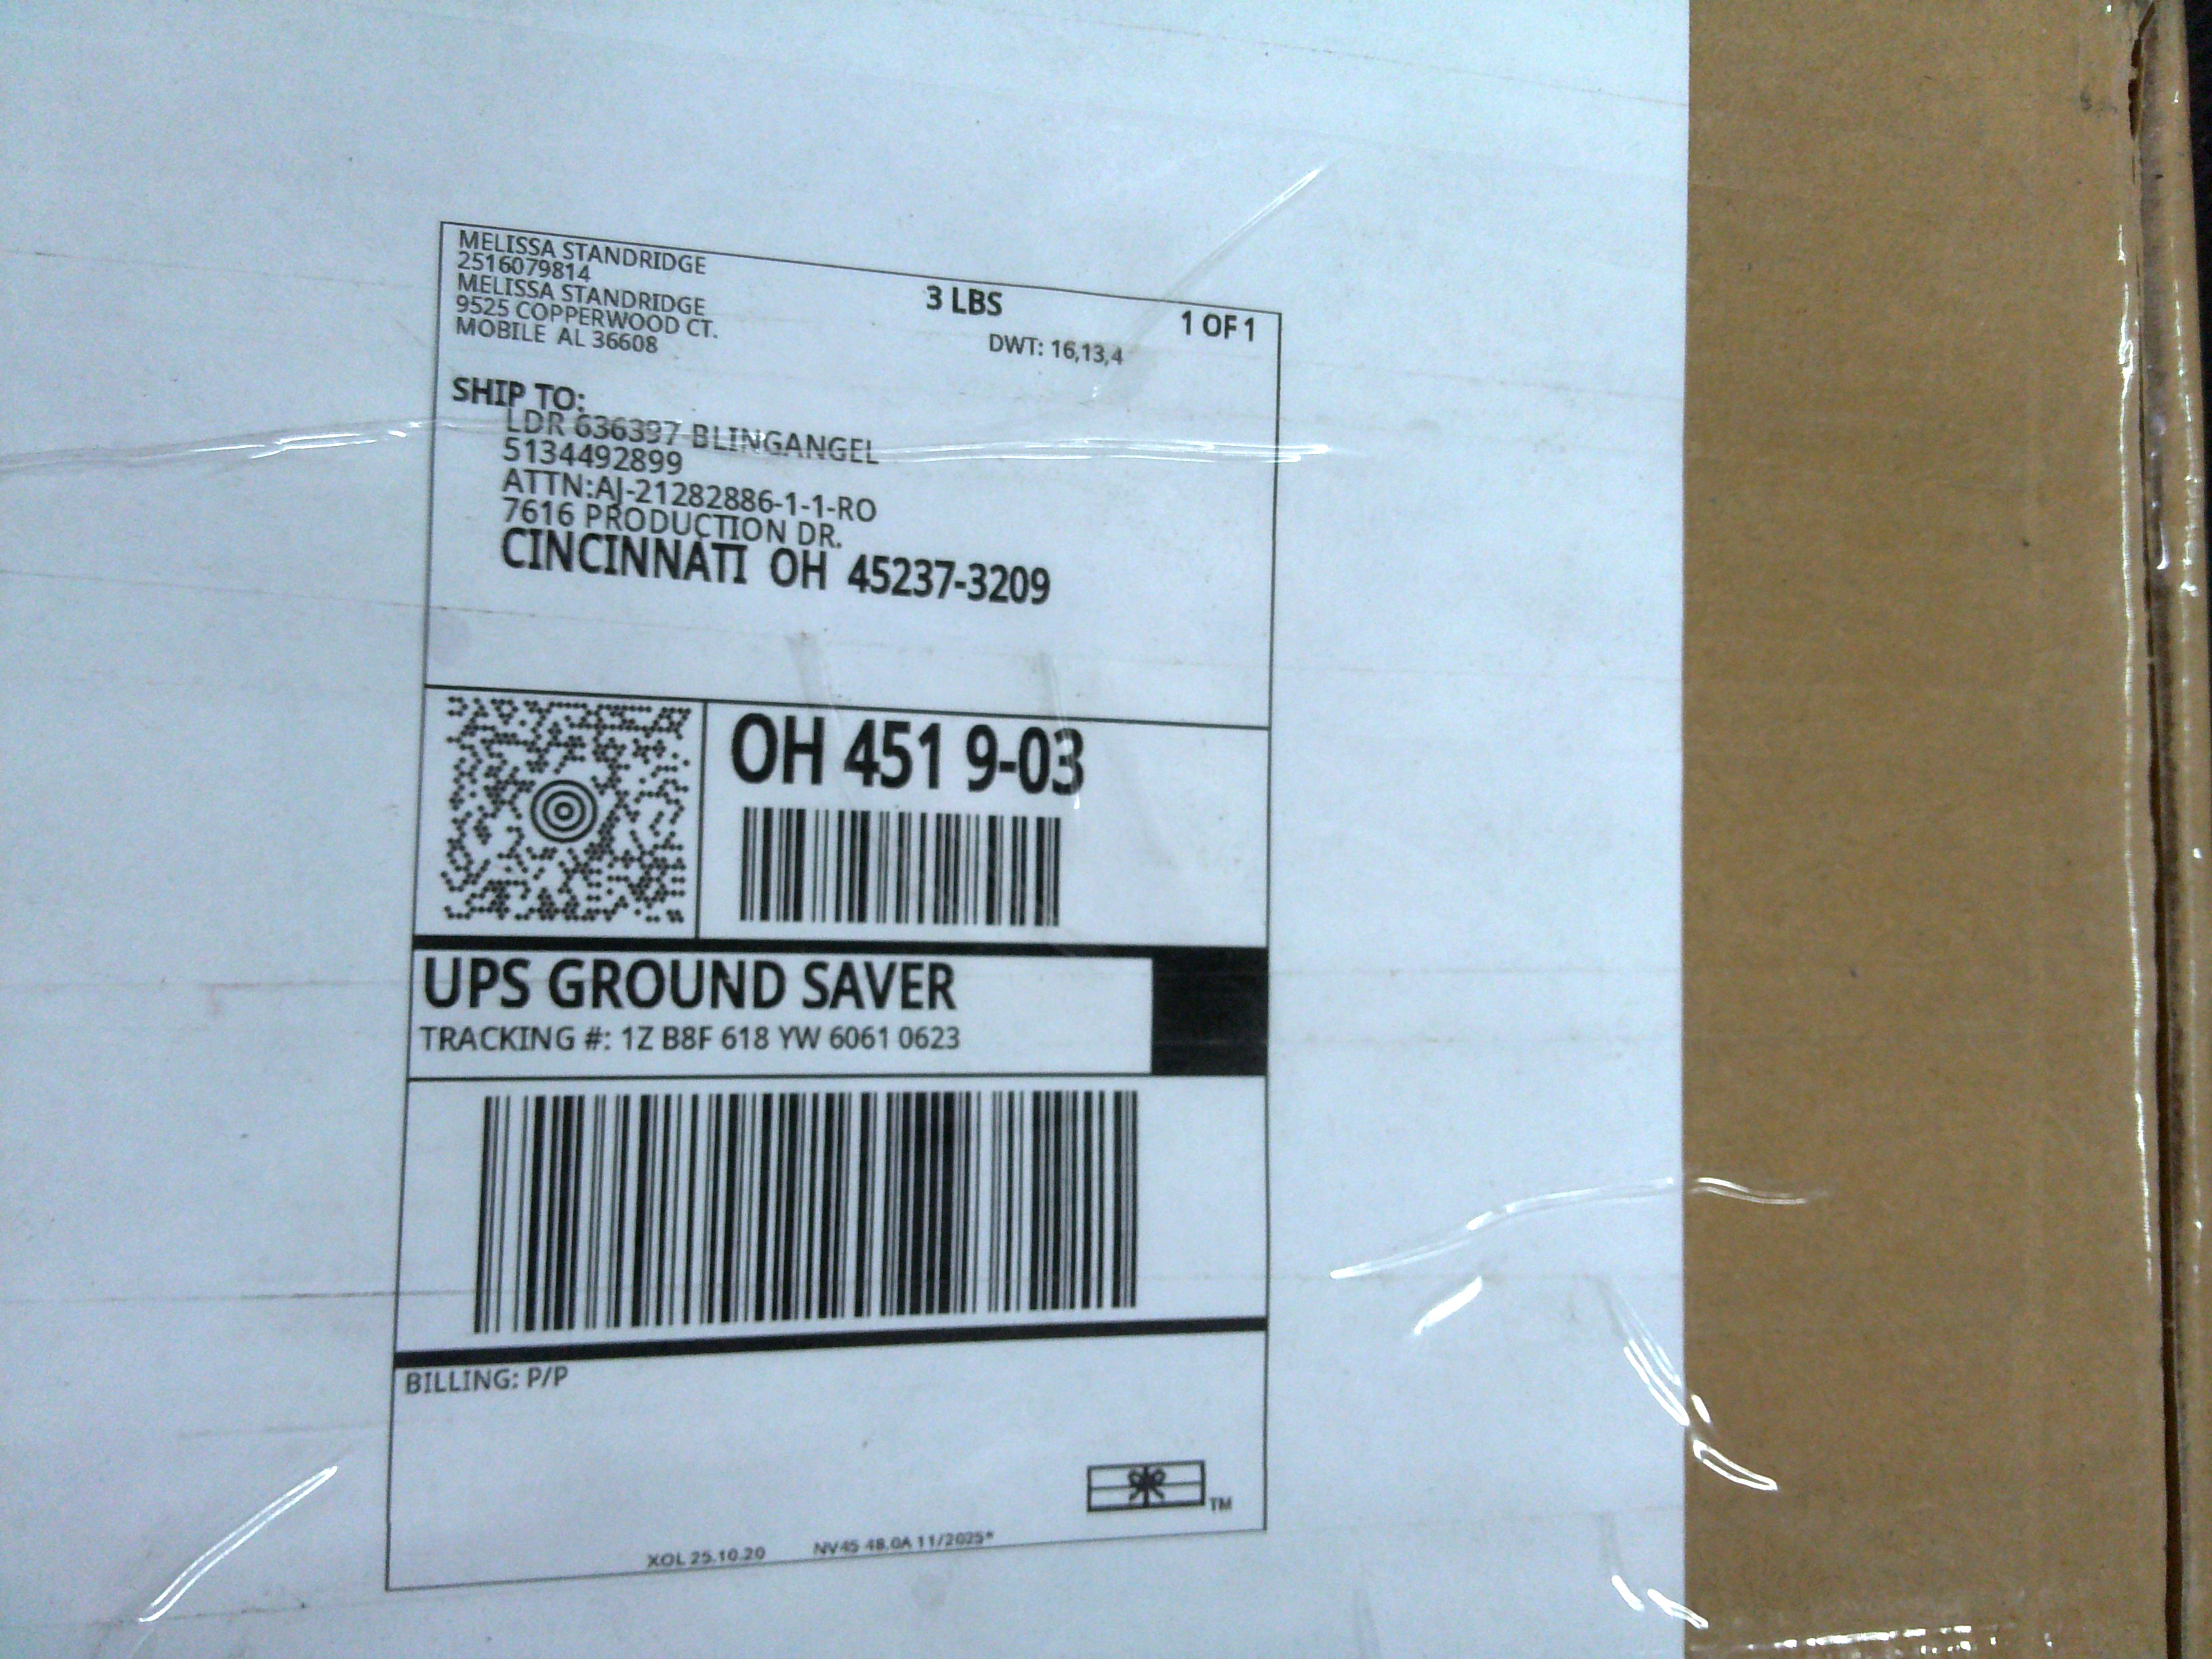 MELISSA STANDRIDGE
2516079814
MELISSA STANDRIDGE
9525 COPPERWOOD CT.
MOBILE AL 36608
3 LBS
1 OF 1
DWT: 16,13,4
SHIP TO:
LDR 636397 BLINGANGEL
5134492899
ATTN:AJ-21282886-1-1-RO
7616 PRODUCTION DR.
CINCINNATI OH 45237-3209
OH 451 9-03
UPS GROUND SAVER
TRACKING #: 1Z B8F 618 YW 6061 0623
BILLING: P/P
TM
XOL 25.10.20 NV45 48.0A 11/2025*